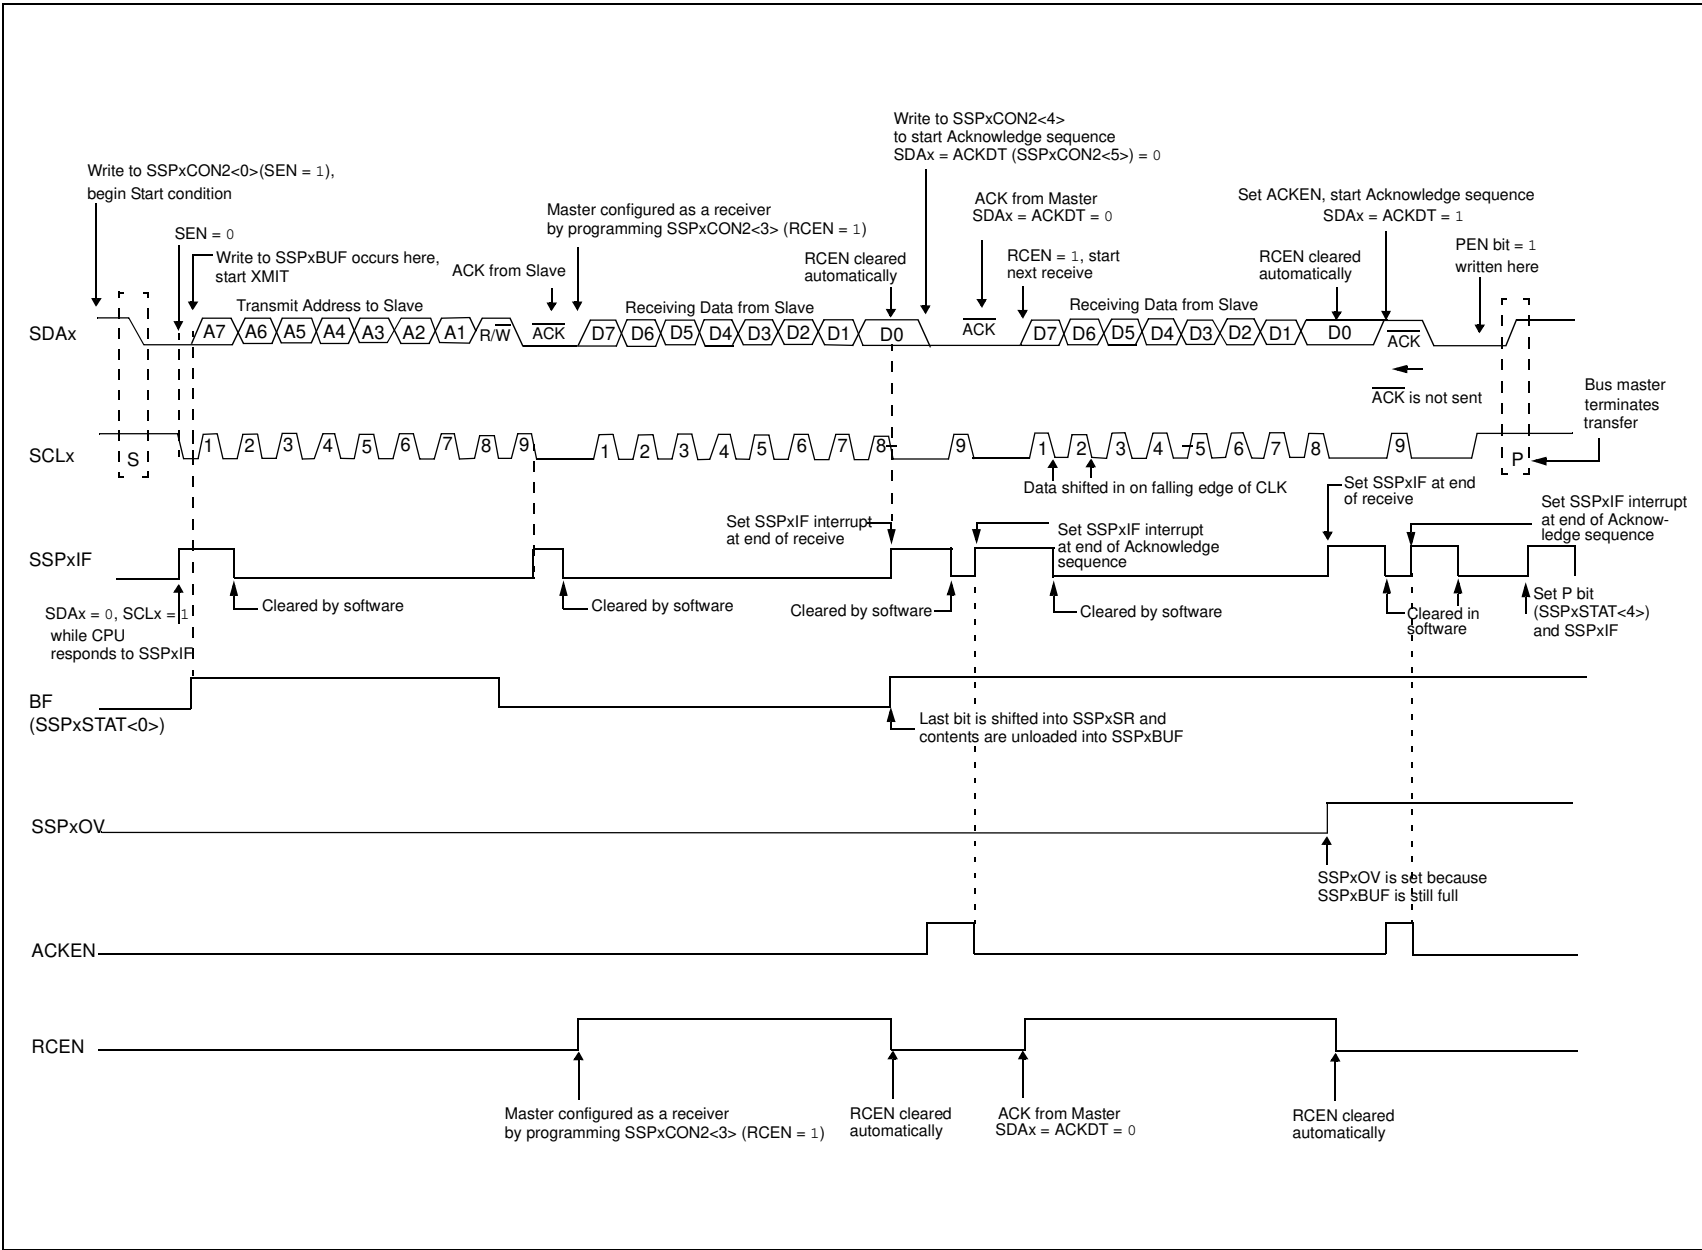 Write to SSPxCON2<4>
to start Acknowledge sequence
SDAx = ACKDT (SSPxCON2<5>) = 0
Write to SSPxCON2<0>(SEN = 1),
begin Start condition
ACK from Master
SDAx = ACKDT = 0
Set ACKEN, start Acknowledge sequence
SDAx = ACKDT = 1
Master configured as a receiver
by programming SSPxCON2<3> (RCEN = 1)
SEN = 0
PEN bit = 1
written here
Write to SSPxBUF occurs here,
start XMIT
RCEN cleared
automatically
RCEN = 1, start
next receive
RCEN cleared
automatically
ACK from Slave
Transmit Address to Slave
Receiving Data from Slave
Receiving Data from Slave
SDAx
A7 A6 A5 A4 A3 A2 A1 R/W ACK D7 D6 D5 D4 D3 D2 D1 D0 ACK D7 D6 D5 D4 D3 D2 D1 D0 ACK
ACK is not sent
Bus master
terminates
transfer
SCLx
S 1 2 3 4 5 6 7 8 9 1 2 3 4 5 6 7 8 9 1 2 3 4 5 6 7 8 9 P
Data shifted in on falling edge of CLK
Set SSPxIF at end
of receive
Set SSPxIF interrupt
at end of receive
Set SSPxIF interrupt
at end of Acknowledge
sequence
Set SSPxIF interrupt
at end of Acknow-
ledge sequence
SSPxIF
SDAx = 0, SCLx = 1
while CPU
responds to SSPxIF
Cleared by software
Cleared by software
Cleared by software
Cleared by software
Cleared in
software
Set P bit
(SSPxSTAT<4>)
and SSPxIF
BF
(SSPxSTAT<0>)
Last bit is shifted into SSPxSR and
contents are unloaded into SSPxBUF
SSPxOV
SSPxOV is set because
SSPxBUF is still full
ACKEN
RCEN
Master configured as a receiver
by programming SSPxCON2<3> (RCEN = 1)
RCEN cleared
automatically
ACK from Master
SDAx = ACKDT = 0
RCEN cleared
automatically